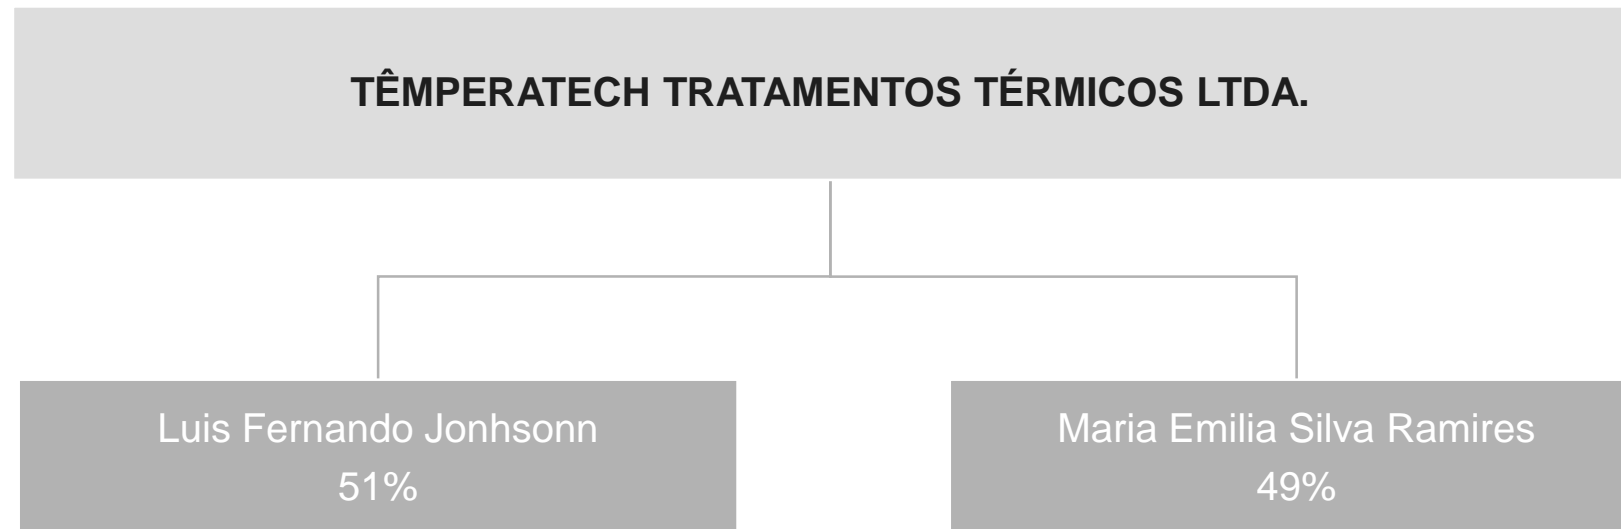 TÊMPERATECH TRATAMENTOS TÉRMICOS LTDA.
Luis Fernando Jonhsonn
51%
Maria Emilia Silva Ramires
49%